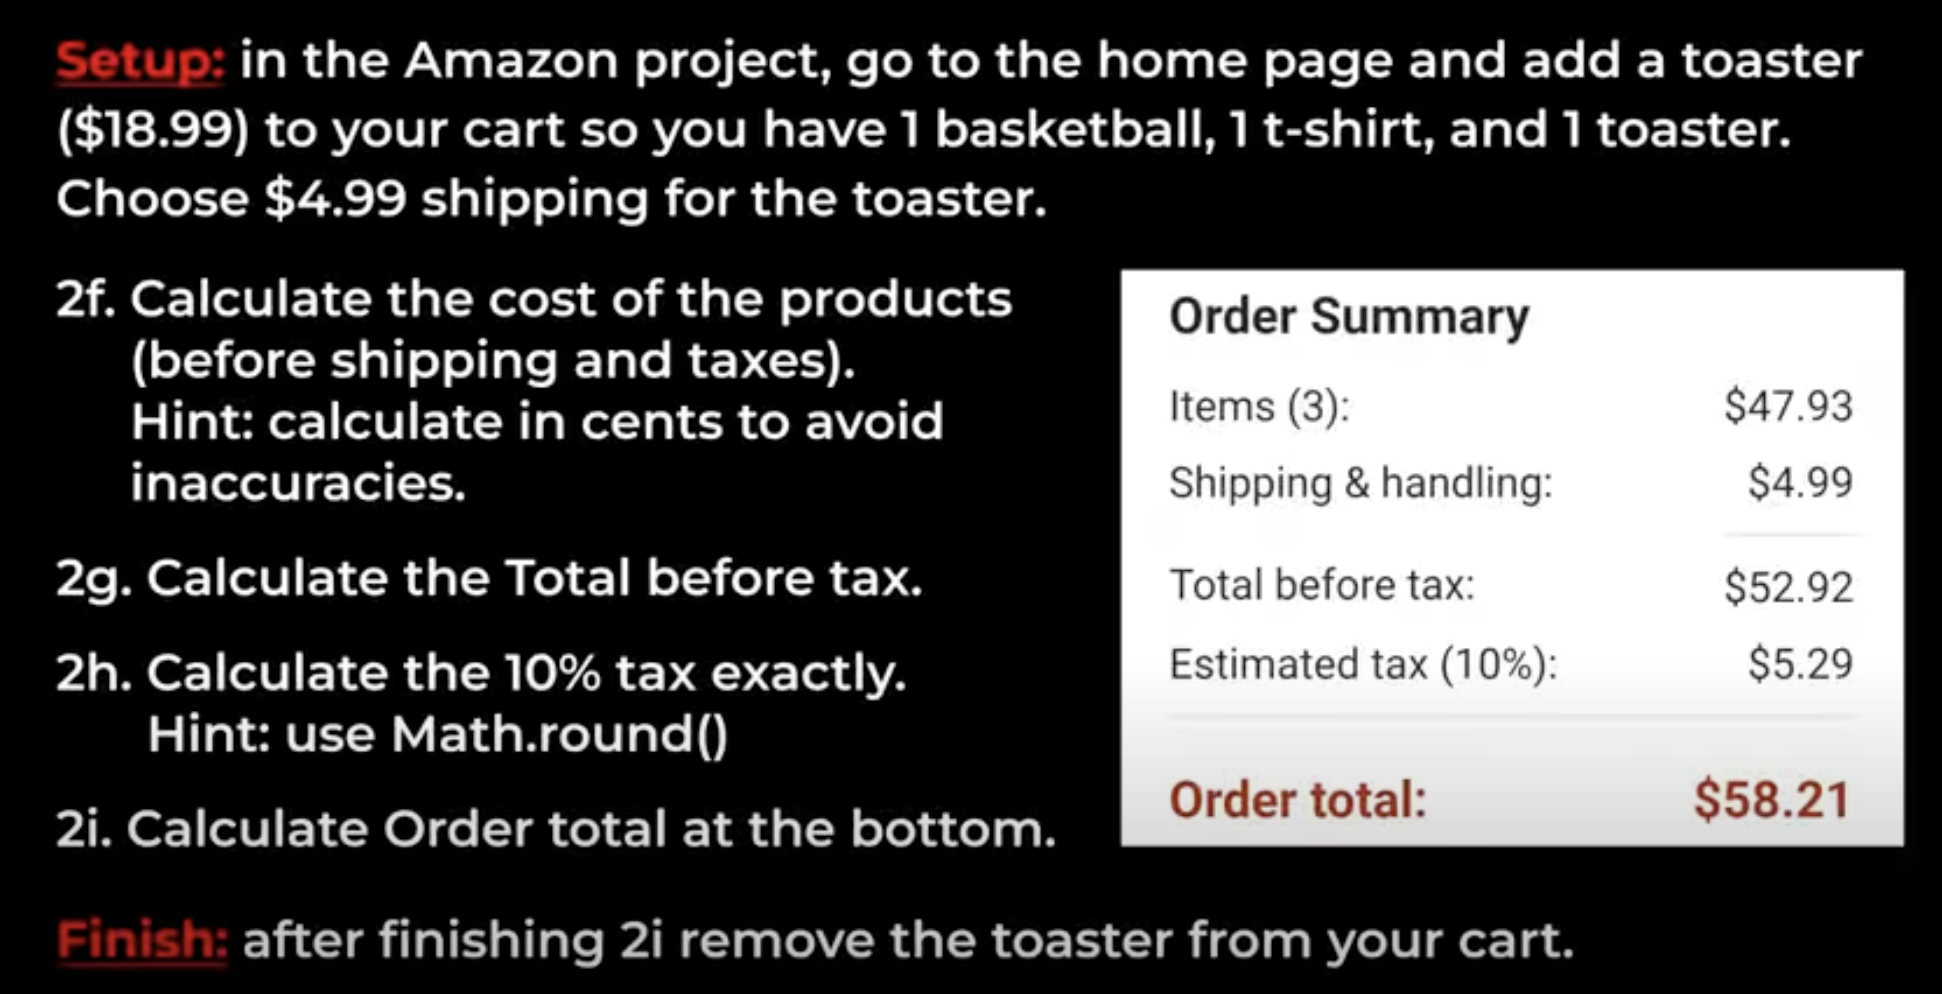 Setup: in the Amazon project, go to the home page and add a toaster
($18.99) to your cart so you have 1 basketball, 1 t-shirt, and 1 toaster.
Choose $4.99 shipping for the toaster.
2f. Calculate the cost of the products
(before shipping and taxes).
Hint: calculate in cents to avoid
inaccuracies.
2g. Calculate the Total before tax.
2h. Calculate the 10% tax exactly.
Hint: use Math.round()
2i. Calculate Order total at the bottom.
Order Summary
Items (3): $47.93
Shipping & handling: $4.99
Total before tax: $52.92
Estimated tax (10%): $5.29
Order total: $58.21
Finish: after finishing 2i remove the toaster from your cart.